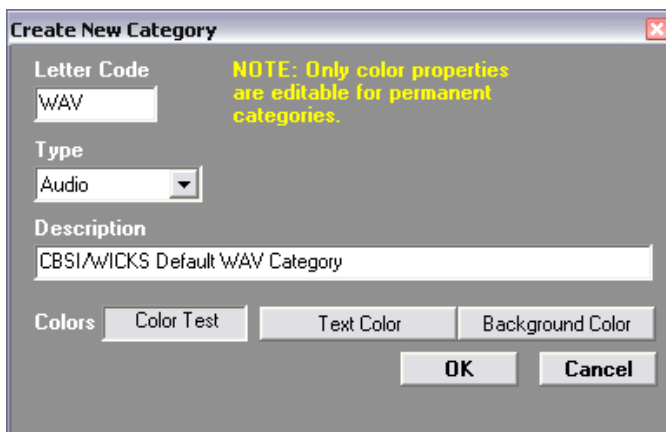 Create New Category
Letter Code
NOTE: Only color properties
are editable for permanent
categories.
WAV
Type
Audio
Description
CBSI/WICKS Default WAV Category
Colors Color Test Text Color Background Color
OK Cancel